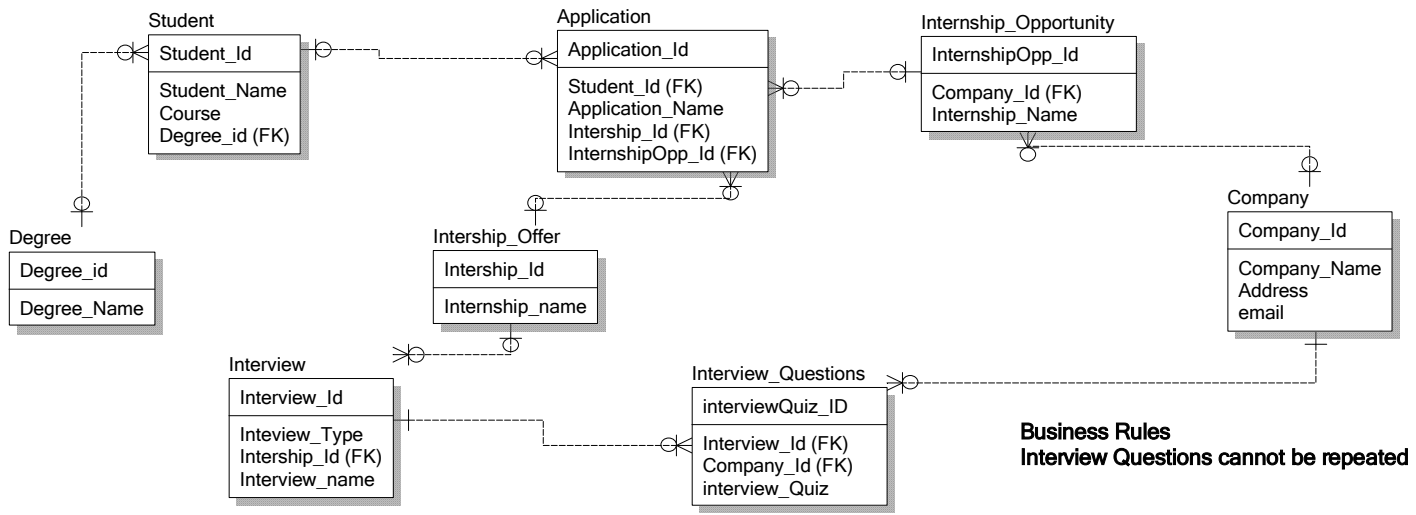 Student
Student_Id
Student_Name
Course
Degree_id (FK)
Application
Application_Id
Student_Id (FK)
Application_Name
Intership_Id (FK)
InternshipOpp_Id (FK)
Internship_Opportunity
InternshipOpp_Id
Company_Id (FK)
Internship_Name
Degree
Degree_id
Degree_Name
Intership_Offer
Intership_Id
Internship_name
Company
Company_Id
Company_Name
Address
email
Interview
Interview_Id
Inteview_Type
Intership_Id (FK)
Interview_name
Interview_Questions
interviewQuiz_ID
Interview_Id (FK)
Company_Id (FK)
interview_Quiz
Business Rules
Interview Questions cannot be repeated